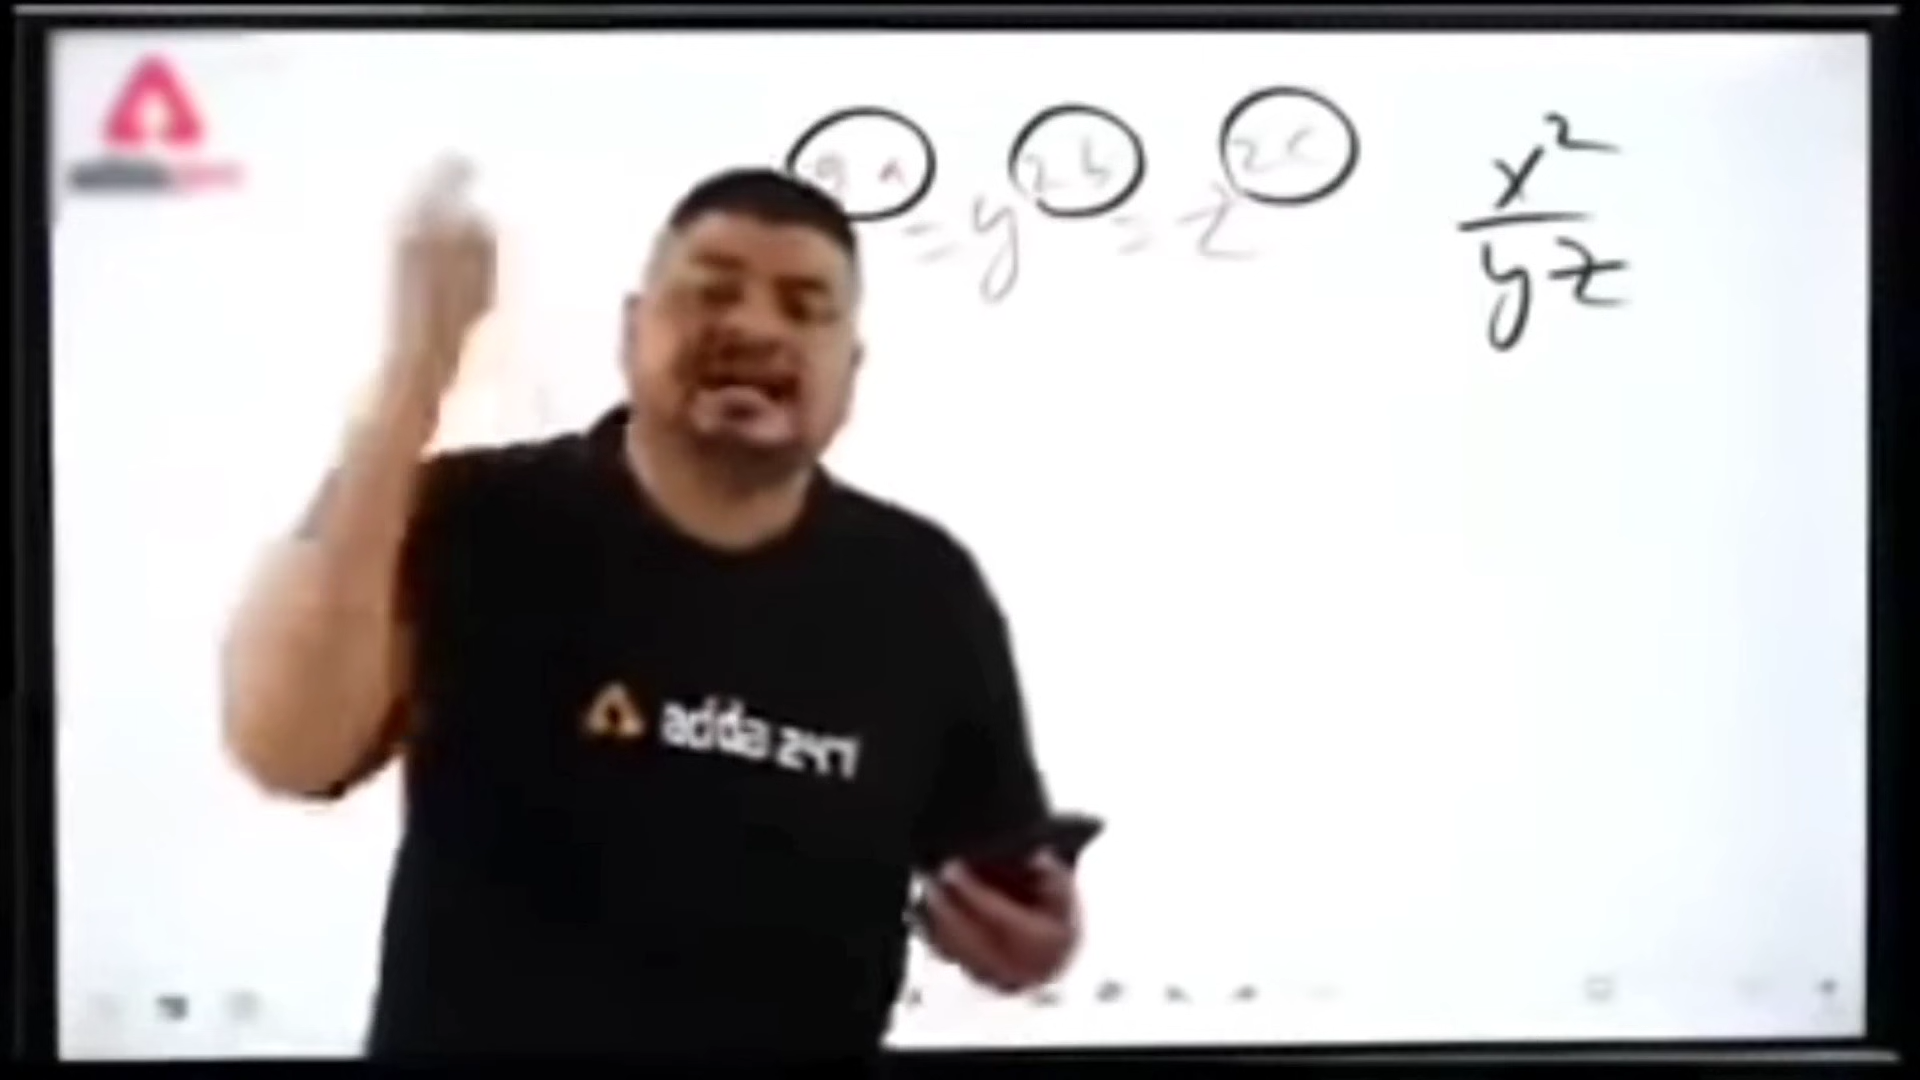 = y^2b = z^2c
x^2
yz
adda 247